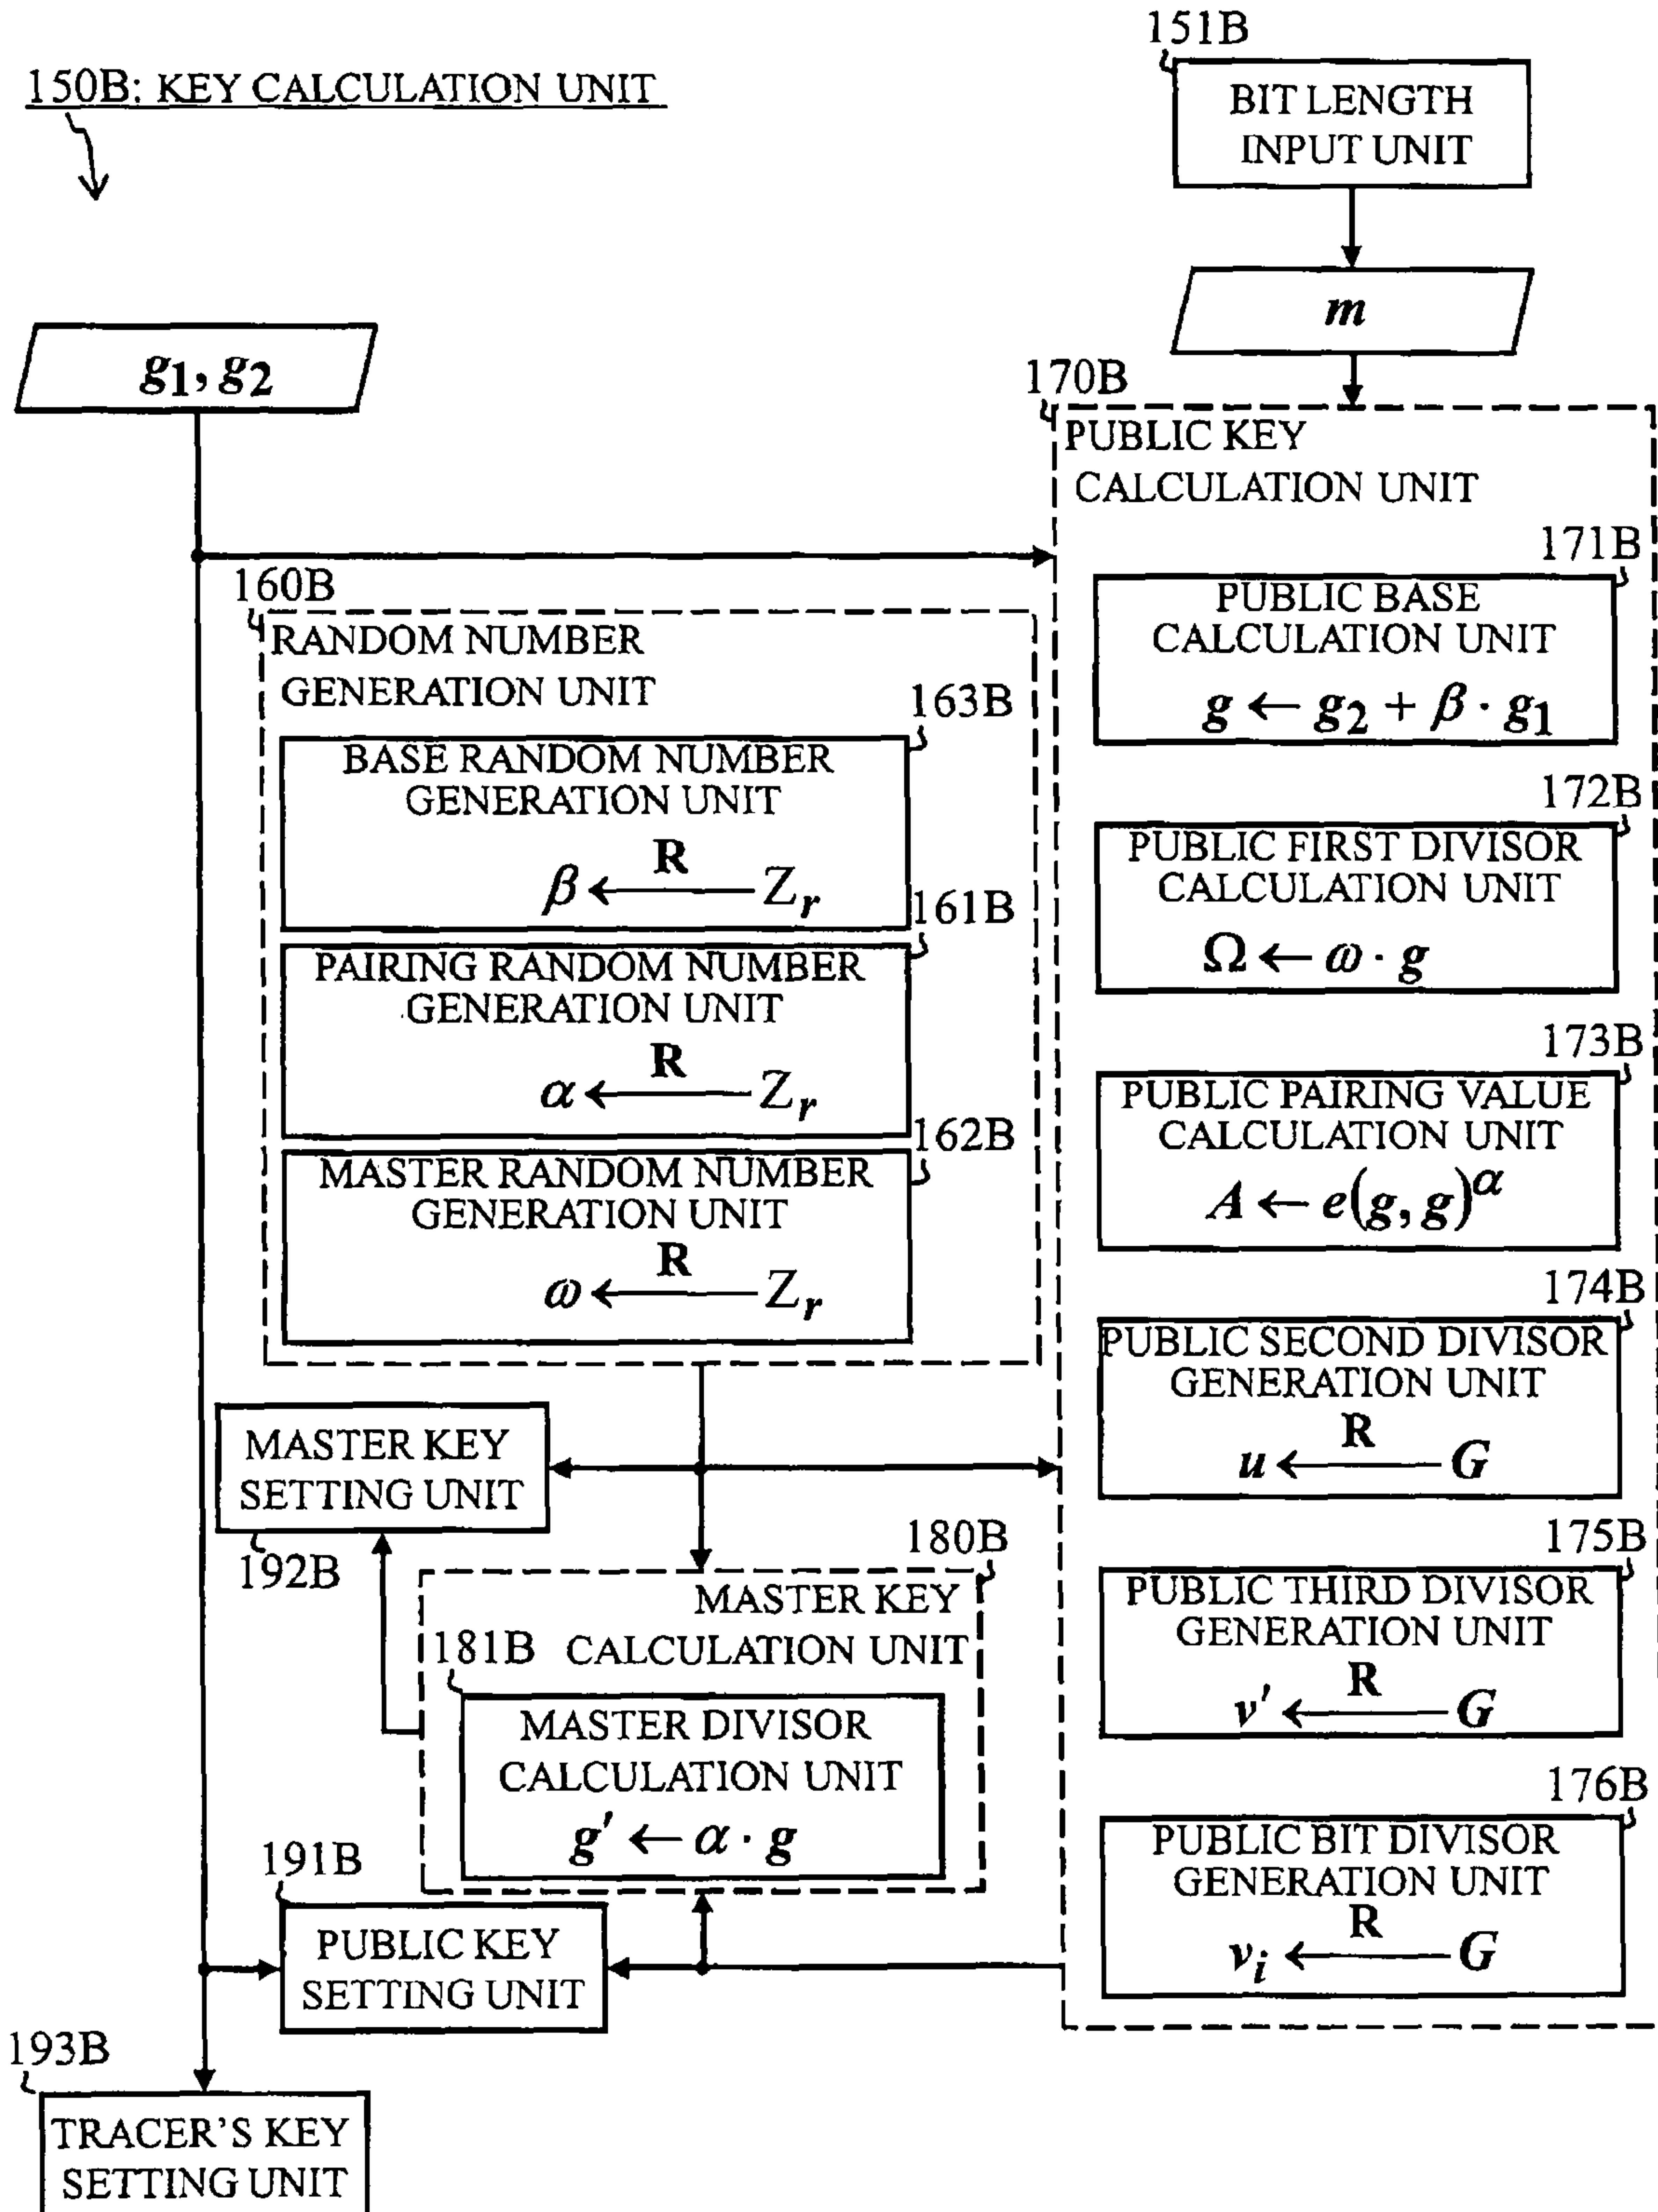 151B
150B: KEY CALCULATION UNIT
BIT LENGTH
INPUT UNIT
m
g1, g2
170B
PUBLIC KEY
CALCULATION UNIT
160B
RANDOM NUMBER
GENERATION UNIT
163B
BASE RANDOM NUMBER
GENERATION UNIT
R
β ← Zr
161B
PAIRING RANDOM NUMBER
GENERATION UNIT
R
α ← Zr
162B
MASTER RANDOM NUMBER
GENERATION UNIT
R
ω ← Zr
171B
PUBLIC BASE
CALCULATION UNIT
g ← g2 + β · g1
172B
PUBLIC FIRST DIVISOR
CALCULATION UNIT
Ω ← ω · g
173B
PUBLIC PAIRING VALUE
CALCULATION UNIT
A ← e(g, g)^α
174B
PUBLIC SECOND DIVISOR
GENERATION UNIT
R
u ← G
175B
PUBLIC THIRD DIVISOR
GENERATION UNIT
R
v' ← G
176B
PUBLIC BIT DIVISOR
GENERATION UNIT
R
vi ← G
MASTER KEY
SETTING UNIT
192B
180B
MASTER KEY
CALCULATION UNIT
181B
MASTER DIVISOR
CALCULATION UNIT
g' ← α · g
191B
PUBLIC KEY
SETTING UNIT
193B
TRACER'S KEY
SETTING UNIT